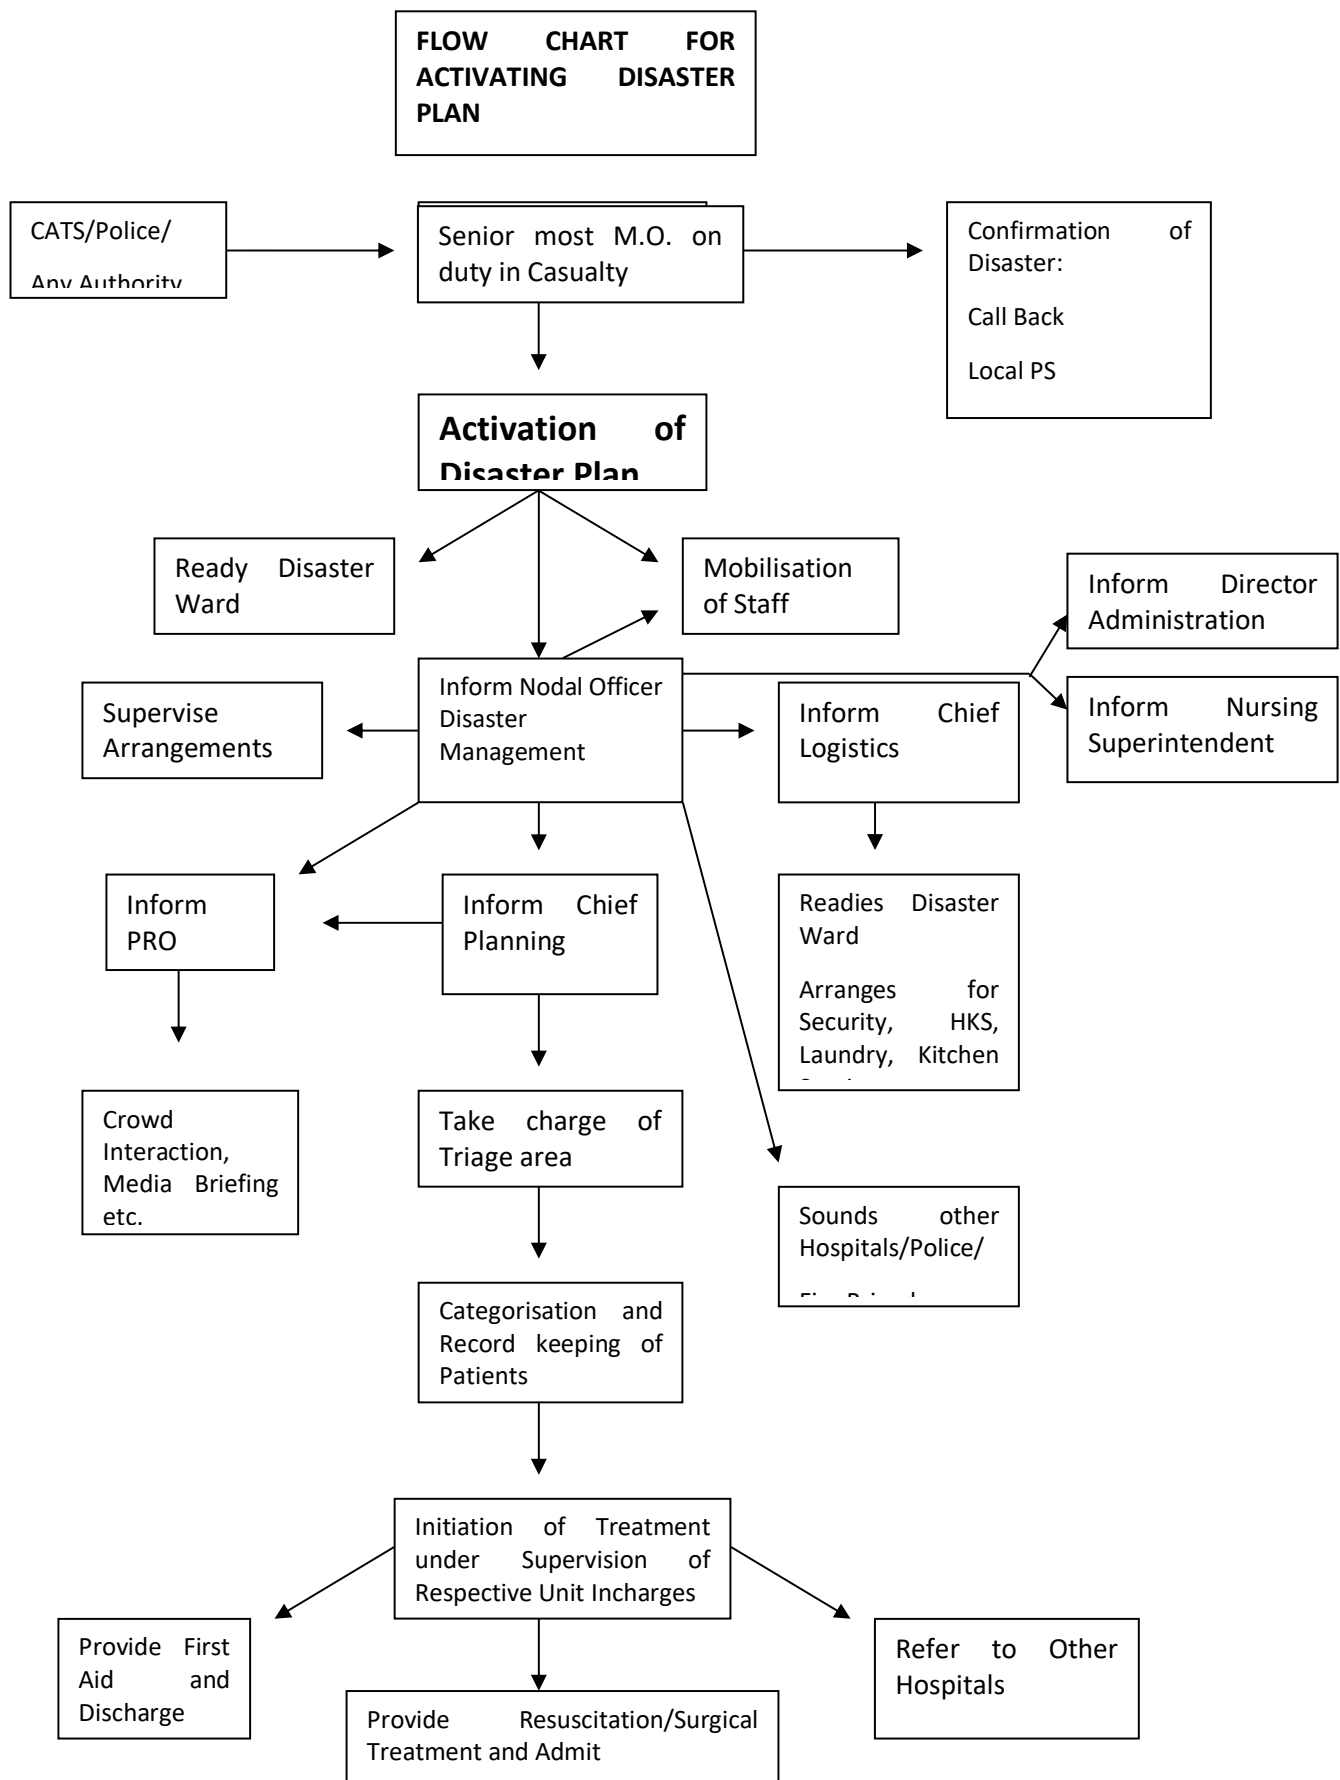 FLOW CHART FOR
ACTIVATING DISASTER
PLAN
CATS/Police/
Any Authority
Senior most M.O. on
duty in Casualty
Confirmation of
Disaster:
Call Back
Local PS
Activation of
Disaster Plan
Ready Disaster
Ward
Mobilisation
of Staff
Inform Director
Administration
Supervise
Arrangements
Inform Nodal Officer
Disaster
Management
Inform Chief
Logistics
Inform Nursing
Superintendent
Inform
PRO
Inform Chief
Planning
Readies Disaster
Ward
Arranges for
Security, HKS,
Laundry, Kitchen
Crowd
Interaction,
Media Briefing
etc.
Take charge of
Triage area
Sounds other
Hospitals/Police/
Categorisation and
Record keeping of
Patients
Initiation of Treatment
under Supervision of
Respective Unit Incharges
Provide First
Aid and
Discharge
Provide Resuscitation/Surgical
Treatment and Admit
Refer to Other
Hospitals